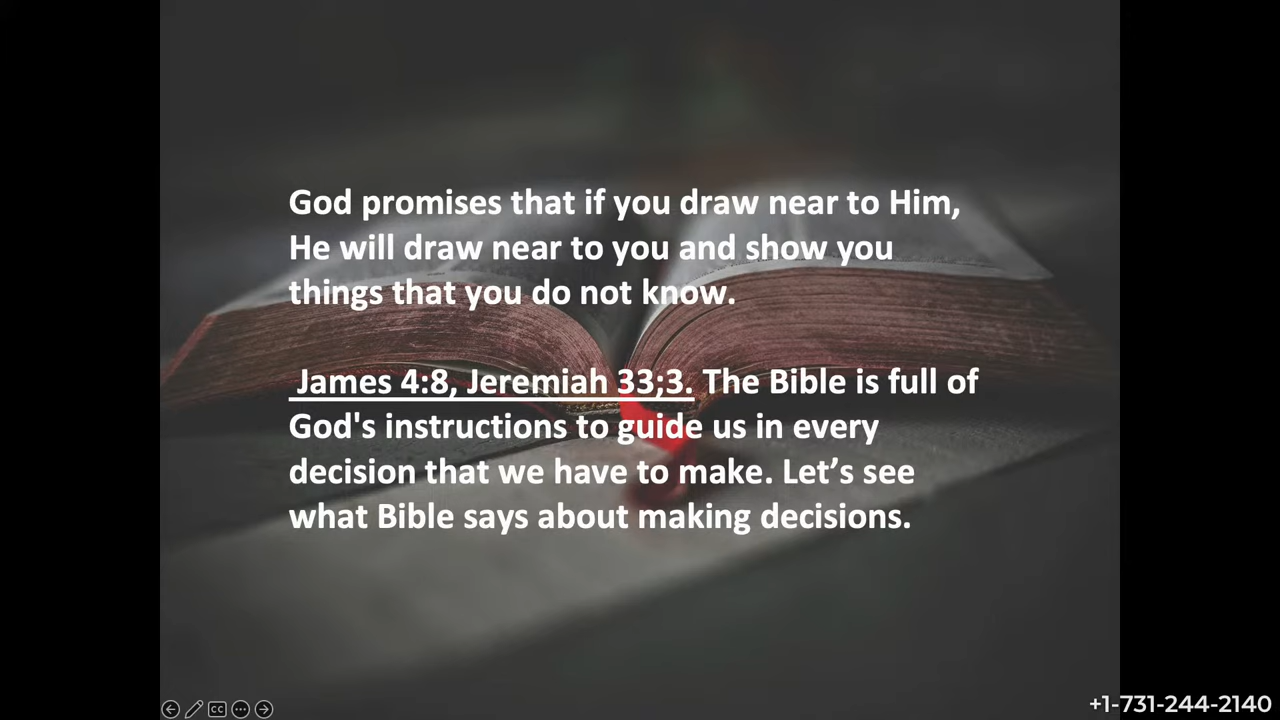 God promises that if you draw near to Him,
He will draw near to you and show you
things that you do not know.
James 4:8, Jeremiah 33;3. The Bible is full of
God's instructions to guide us in every
decision that we have to make. Let’s see
what Bible says about making decisions.
CC
+1-731-244-2140